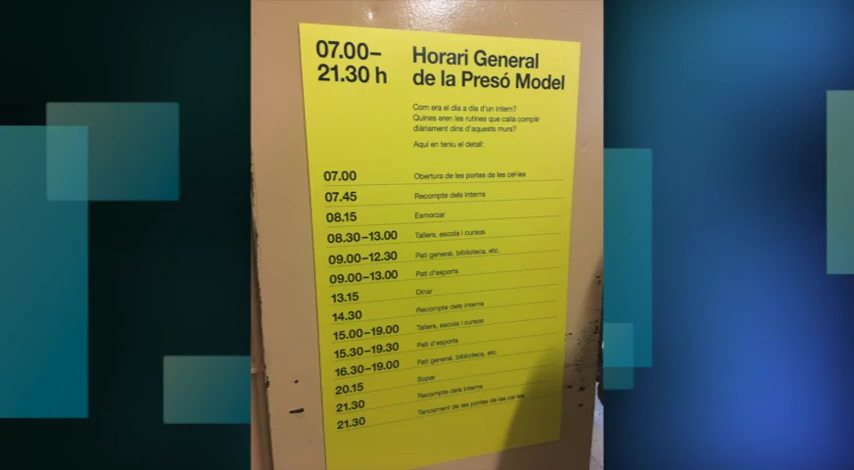 07.00–
21.30 h
Horari General
de la Presó Model
Com era el dia a dia d'un intern?
Quines eren les rutines que calia complir
diàriament dins d'aquests murs?
Aquí en teniu el detall:
07.00 Obertura de les portes de les cel·les
07.45 Recompte dels interns
08.15 Esmorzar
08.30–13.00 Tallers, escola i cursos
09.00–12.30 Pati general, biblioteca, etc.
09.00–13.00 Pati d'esports
13.15 Dinar
14.30 Recompte dels interns
15.00–19.00 Tallers, escola i cursos
15.30–19.30 Pati d'esports
16.30–19.00 Pati general, biblioteca, etc.
20.15 Sopar
21.30 Recompte dels interns
21.30 Tancament de les portes de les cel·les